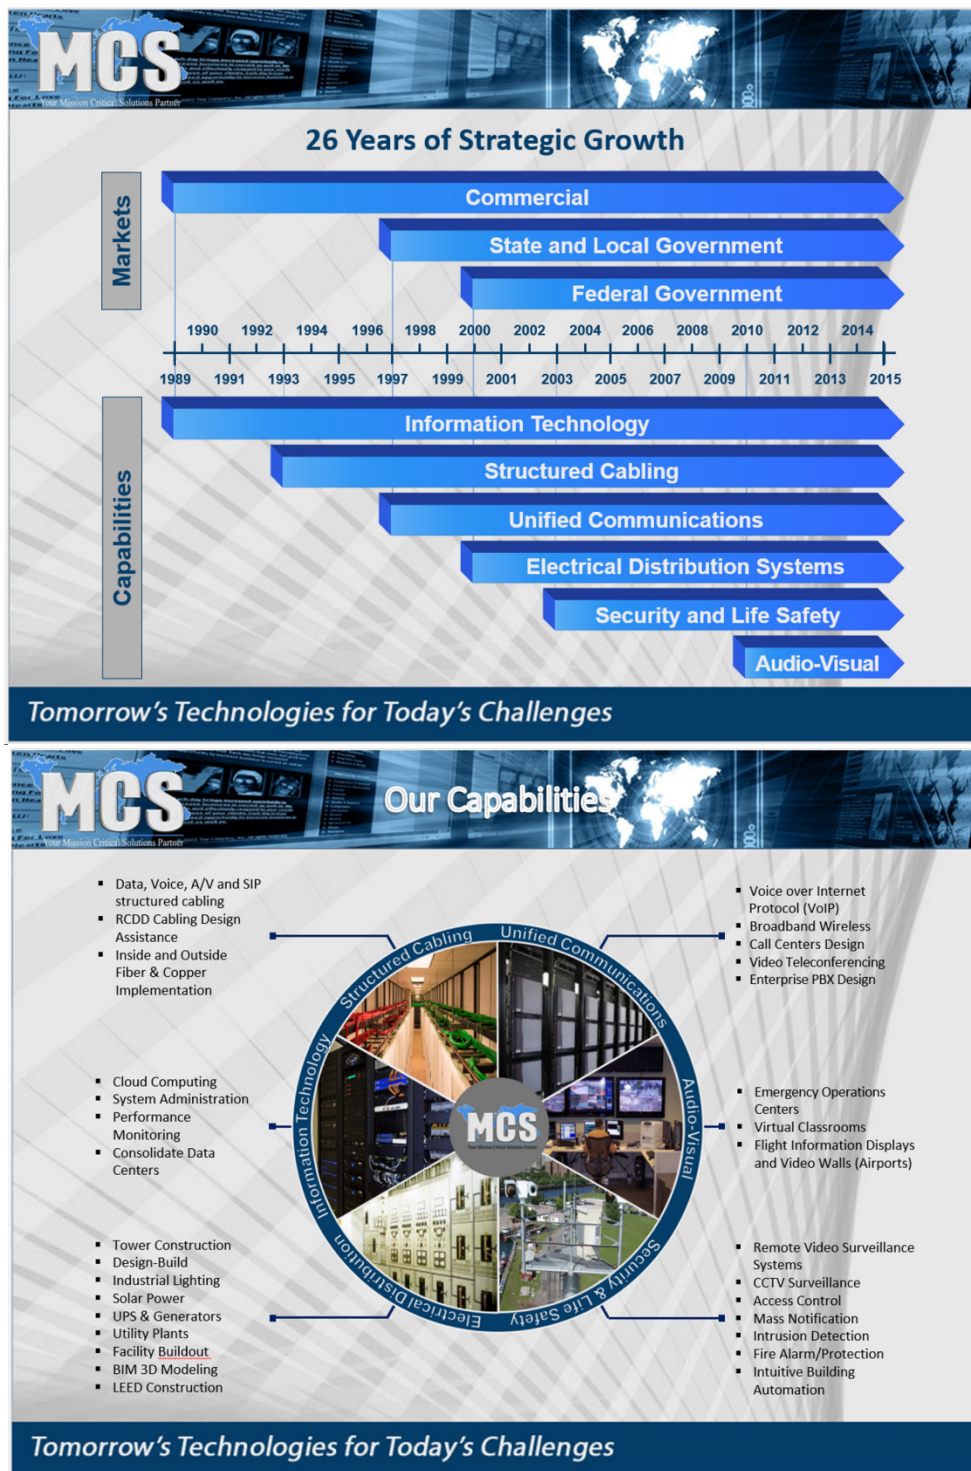 MCS
Your Mission Critical Solutions Partner
26 Years of Strategic Growth
Markets
Commercial
State and Local Government
Federal Government
1990 1992 1994 1996 1998 2000 2002 2004 2006 2008 2010 2012 2014
1989 1991 1993 1995 1997 1999 2001 2003 2005 2007 2009 2011 2013 2015
Capabilities
Information Technology
Structured Cabling
Unified Communications
Electrical Distribution Systems
Security and Life Safety
Audio-Visual
Tomorrow's Technologies for Today's Challenges
MCS
Your Mission Critical Solutions Partner
Our Capabilities
▪ Data, Voice, A/V and SIP
structured cabling
▪ RCDD Cabling Design
Assistance
▪ Inside and Outside
Fiber & Copper
Implementation
▪ Voice over Internet
Protocol (VoIP)
▪ Broadband Wireless
▪ Call Centers Design
▪ Video Teleconferencing
▪ Enterprise PBX Design
Structured Cabling
Unified Communications
Information Technology
Audio-Visual
Electrical Distribution
Security & Life Safety
MCS
Your Mission Critical Solutions Partner
▪ Cloud Computing
▪ System Administration
▪ Performance
Monitoring
▪ Consolidate Data
Centers
▪ Emergency Operations
Centers
▪ Virtual Classrooms
▪ Flight Information Displays
and Video Walls (Airports)
▪ Tower Construction
▪ Design-Build
▪ Industrial Lighting
▪ Solar Power
▪ UPS & Generators
▪ Utility Plants
▪ Facility Buildout
▪ BIM 3D Modeling
▪ LEED Construction
▪ Remote Video Surveillance
Systems
▪ CCTV Surveillance
▪ Access Control
▪ Mass Notification
▪ Intrusion Detection
▪ Fire Alarm/Protection
▪ Intuitive Building
Automation
Tomorrow's Technologies for Today's Challenges